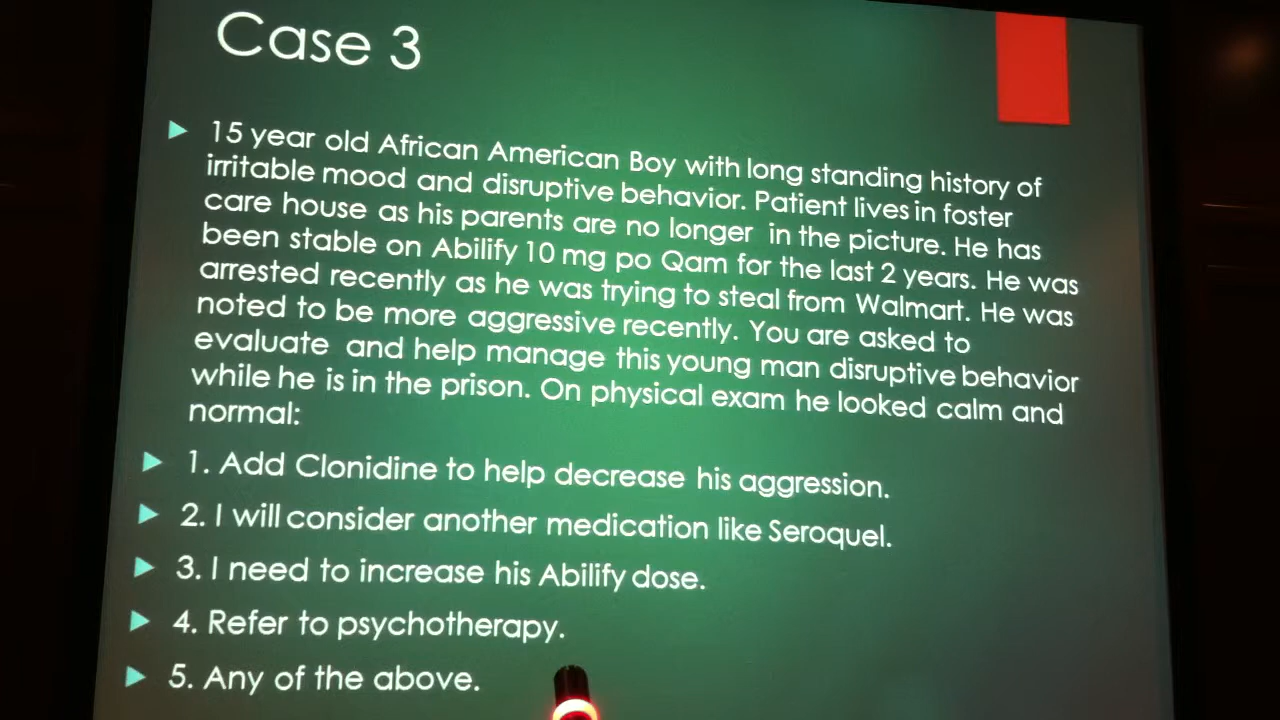 Case 3
15 year old African American Boy with long standing history of
irritable mood and disruptive behavior. Patient lives in foster
care house as his parents are no longer in the picture. He has
been stable on Abilify 10 mg po Qam for the last 2 years. He was
arrested recently as he was trying to steal from Walmart. He was
noted to be more aggressive recently. You are asked to
evaluate and help manage this young man disruptive behavior
while he is in the prison. On physical exam he looked calm and
normal:
1. Add Clonidine to help decrease his aggression.
2. I will consider another medication like Seroquel.
3. I need to increase his Abilify dose.
4. Refer to psychotherapy.
5. Any of the above.